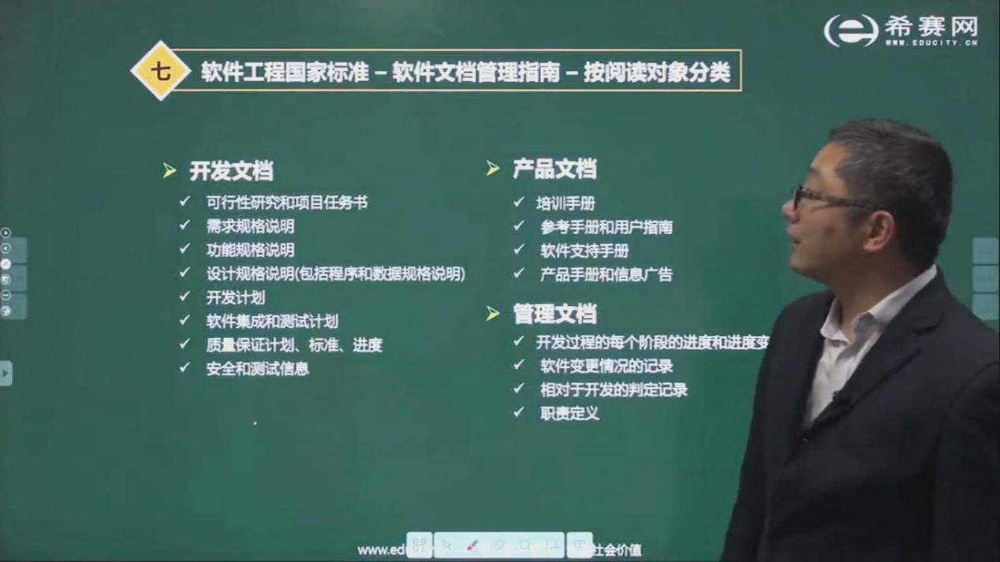 希赛网
WWW.EDUCITY.CN
七
软件工程国家标准 – 软件文档管理指南 – 按阅读对象分类
开发文档
可行性研究和项目任务书
需求规格说明
功能规格说明
设计规格说明(包括程序和数据规格说明)
开发计划
软件集成和测试计划
质量保证计划、标准、进度
安全和测试信息
产品文档
培训手册
参考手册和用户指南
软件支持手册
产品手册和信息广告
管理文档
开发过程的每个阶段的进度和进度变
软件变更情况的记录
相对于开发的判定记录
职责定义
www.edu
社会价值